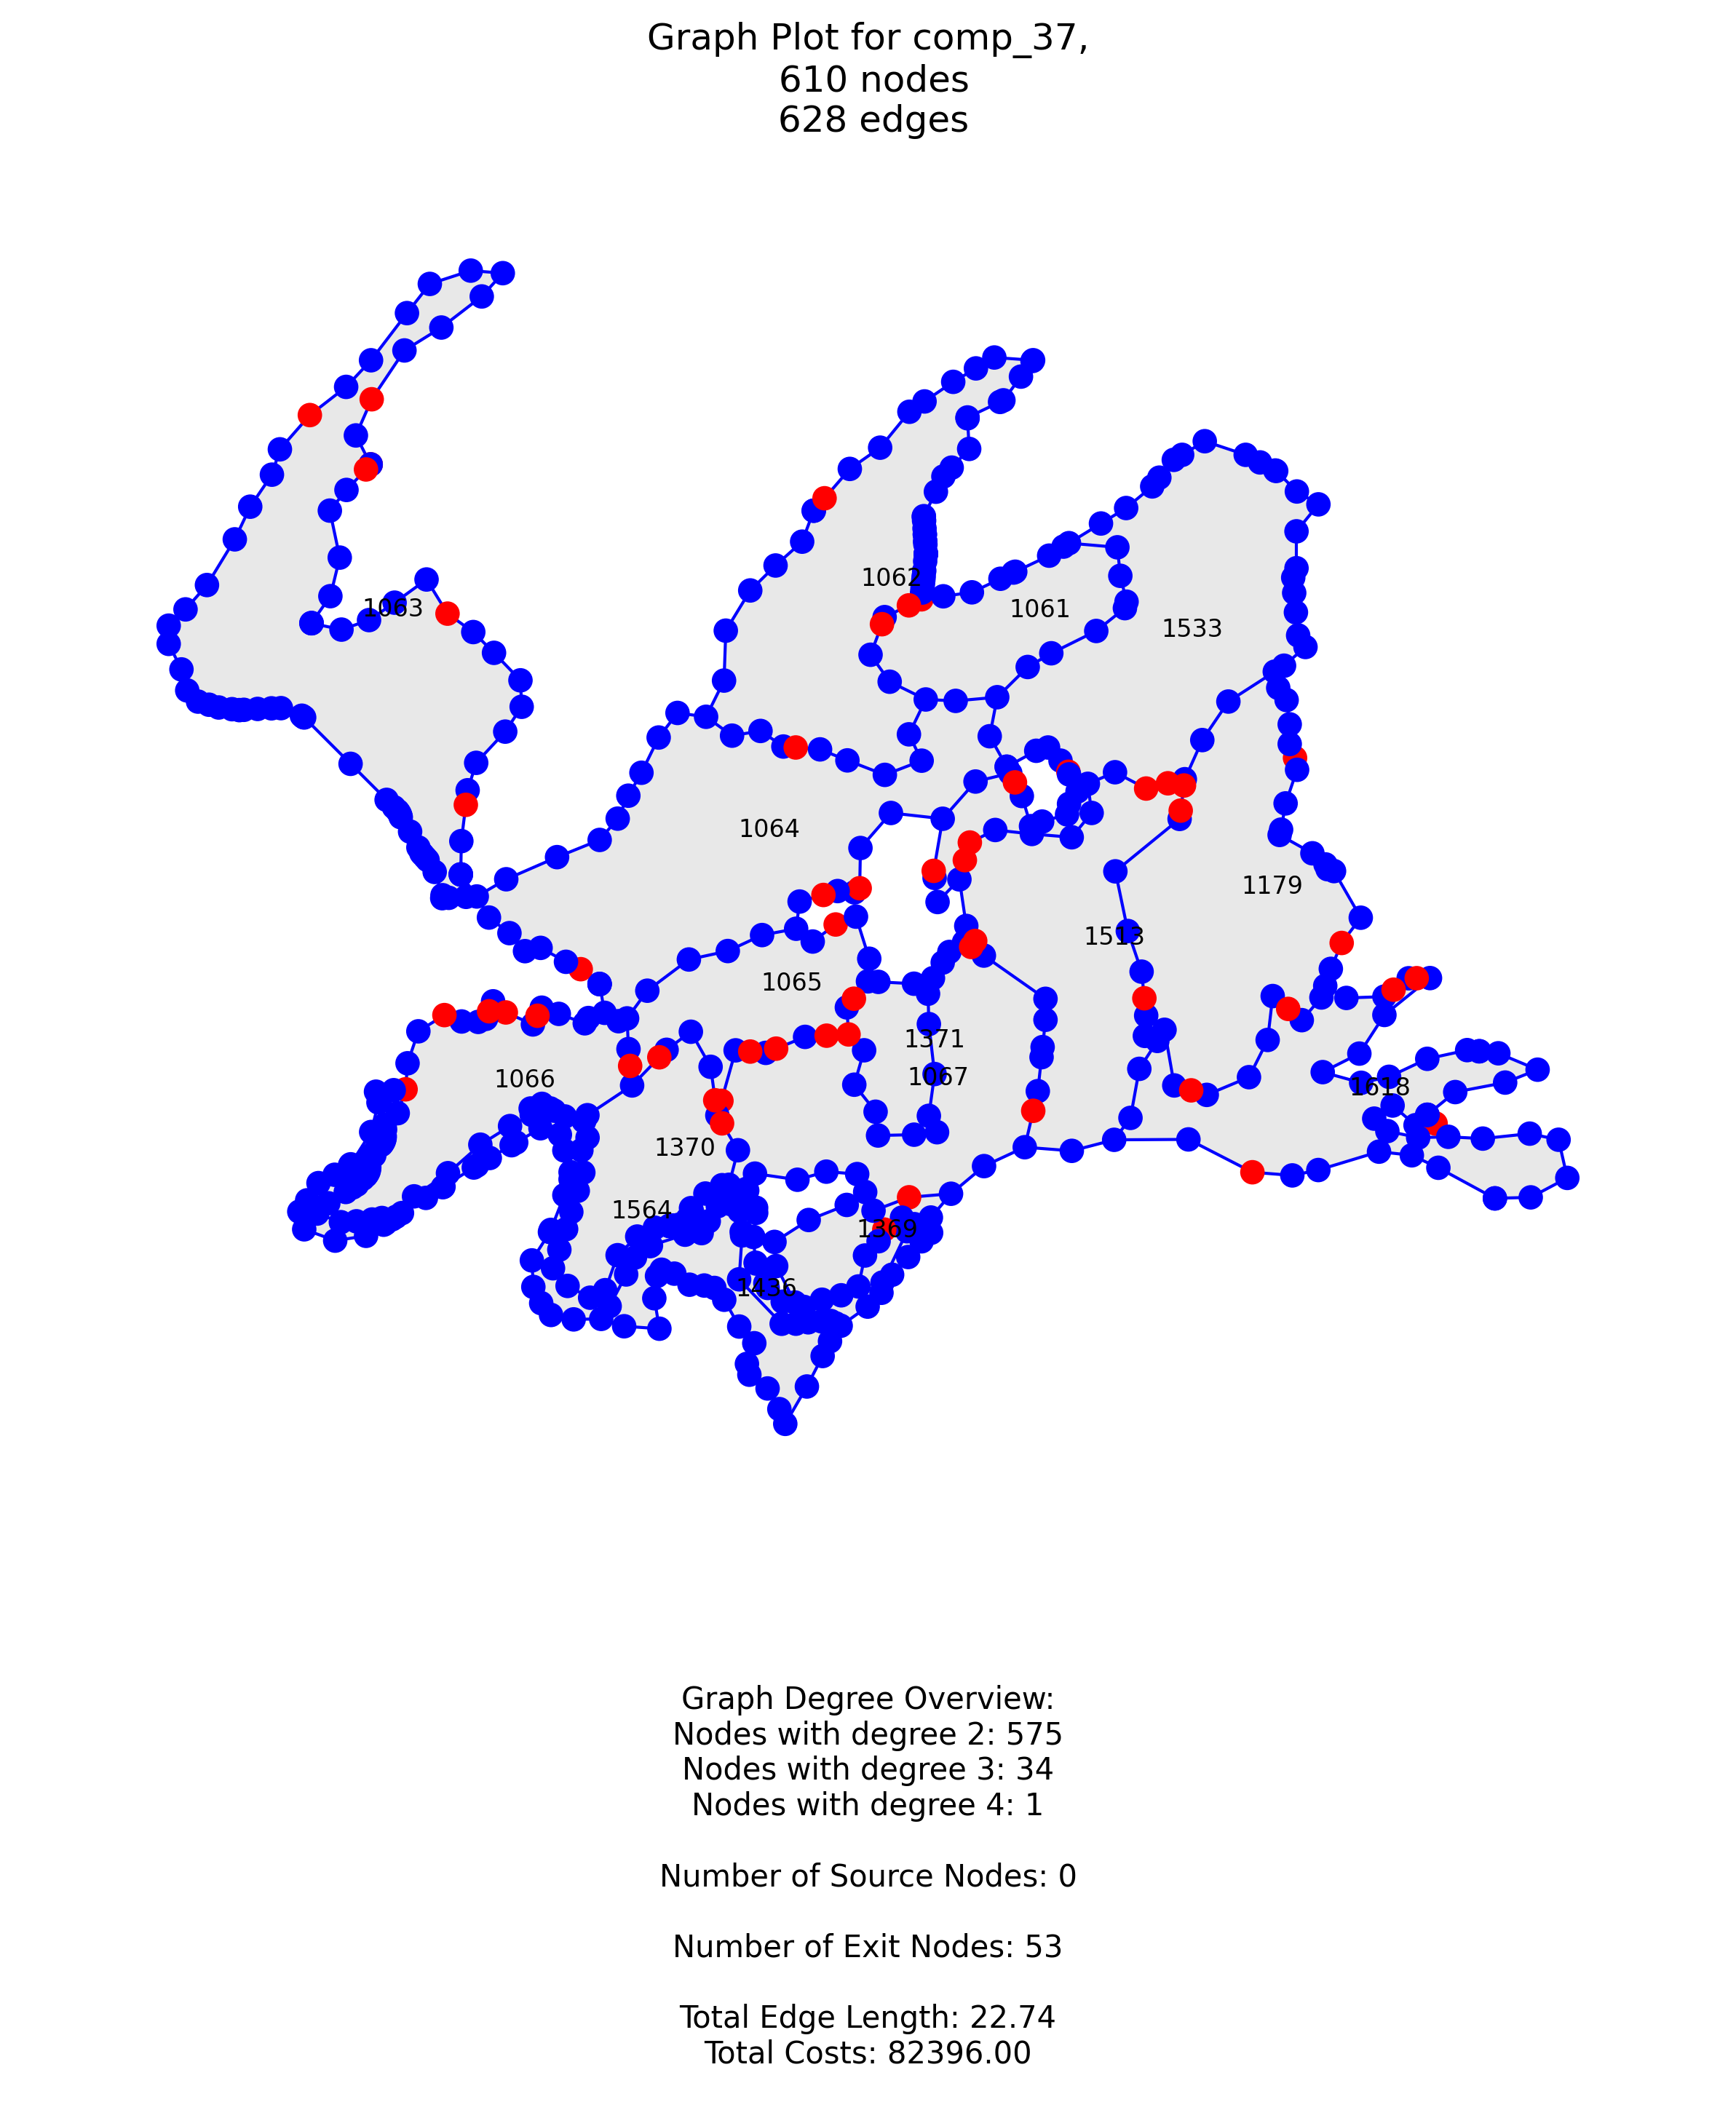 Graph Plot for comp_37,
610 nodes
628 edges
1062
1063
1061
1533
1064
1179
1513
1065
1371
1066
1067
1618
1370
1564
1369
1436
Graph Degree Overview:
Nodes with degree 2: 575
Nodes with degree 3: 34
Nodes with degree 4: 1
Number of Source Nodes: 0
Number of Exit Nodes: 53
Total Edge Length: 22.74
Total Costs: 82396.00